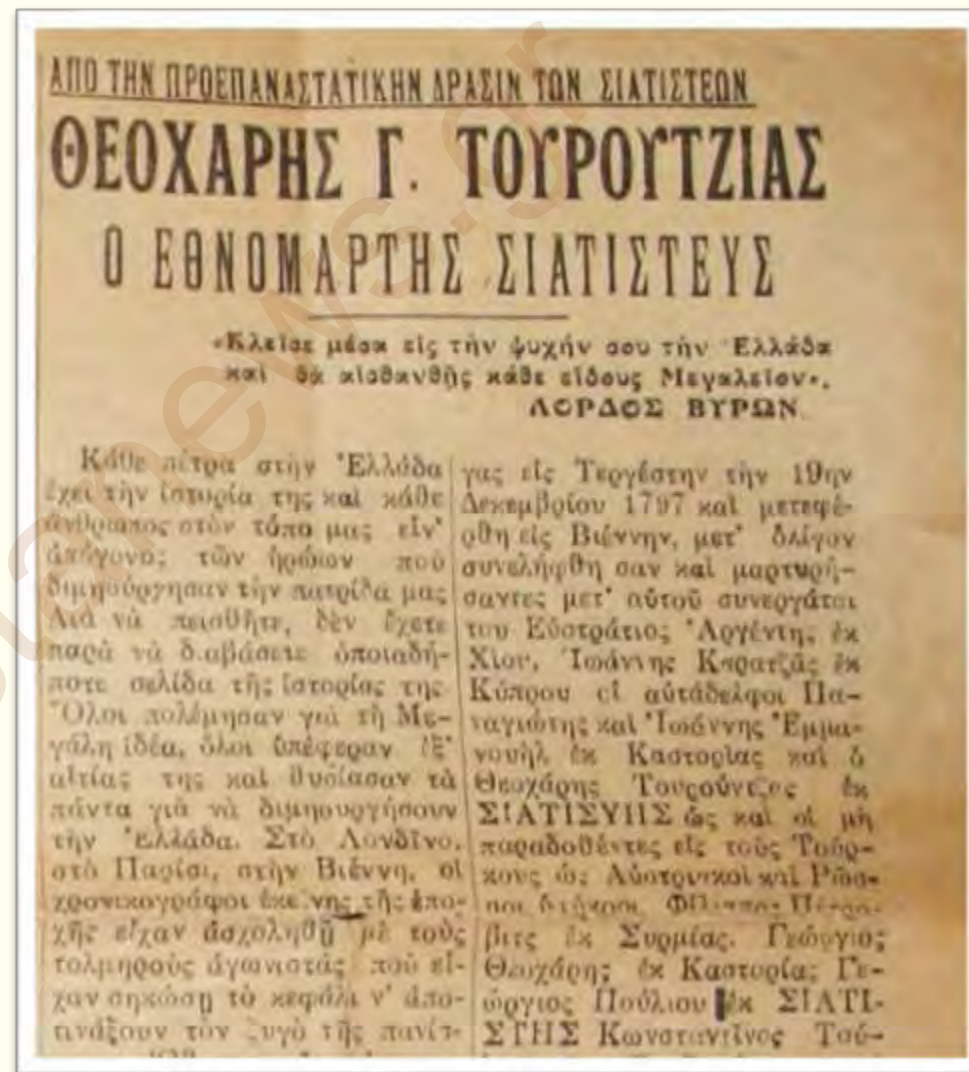 ΑΠΟ ΤΗΝ ΠΡΟΕΠΑΝΑΣΤΑΤΙΚΗΝ ΔΡΑΣΙΝ ΤΩΝ ΣΙΑΤΙΣΤΕΩΝ
ΘΕΟΧΑΡΗΣ Γ. ΤΟΥΡΟΥΤΖΙΑΣ
Ο ΕΘΝΟΜΑΡΤΗΣ ΣΙΑΤΙΣΤΕΥΣ
«Κλεῖσε μέσα εἰς τὴν ψυχήν σου τὴν Ἑλλάδα
καὶ θὰ αἰσθανθῇς κάθε εἴδους Μεγαλεῖον».
ΛΟΡΔΟΣ ΒΥΡΩΝ
Κάθε πέτρα στὴν Ἑλλάδα
ἔχει τὴν ἱστορία της καὶ κάθε
ἄνθρωπος στὸν τόπο μας εἶν'
ἀπόγονος τῶν ἡρώων ποὺ
διμηούργησαν τὴν πατρίδα μας
Διὰ νὰ πεισθῆτε, δὲν ἔχετε
παρὰ νὰ διαβάσετε ὁποιαδή-
ποτε σελίδα τῆς ἱστορίας της
Ὅλοι πολέμησαν γιὰ τὴ Με-
γάλη ἰδέα, ὅλοι ὑπέφεραν ἐξ'
αἰτίας της καὶ θυσίασαν τὰ
πάντα γιὰ νὰ διμηουργήσουν
τὴν Ἑλλάδα. Στὸ Λονδῖνο,
στὸ Παρίσι, στὴν Βιέννη, οἱ
χρονικογράφοι ἐκείνης τῆς ἐπο-
χῆς εἶχαν ἀσχοληθῆ μὲ τοὺς
τολμηροὺς ἀγωνιστάς ποὺ εἶ-
χαν σηκώση τὸ κεφάλι ν' ἀπο-
τινάξουν τὸν ζυγὸ τῆς πανίτ-
γας εἰς Τεργέστην τὴν 19ην
Δεκεμβρίου 1797 καὶ μετεφέ-
ρθη εἰς Βιέννην, μετ' ὀλίγον
συνελήφθη σαν καὶ μαρτυρή-
σαντες μετ' αὐτοῦ συνεργάται
του Εὐστράτιος Ἀργέντης ἐκ
Χίου, Ἰωάννης Καρατζᾶς ἐκ
Κύπρου οἱ αὐτάδελφοι Πα-
ναγιώτης καὶ Ἰωάννης Ἐμμα-
νουὴλ ἐκ Καστορίας καὶ ὁ
Θεοχάρης ἐκ
ΣΙΑΤΙΣΥΗΣ ὡς καὶ οἱ μὴ
παραδοθέντες εἰς τοὺς Τούρ-
κους ὡς Αὐστριακοὶ καὶ Ρῶσ-
Φίλιππος Πέτρο-
βιτς ἐκ Συρμίας. Γεώργιος
Θεοχάρης ἐκ Καστορίας Γε-
ώργιος Πούλιου ἐκ ΣΙΑΤΙ-
ΣΤΗΣ Κωνσταντῖνος Τού-